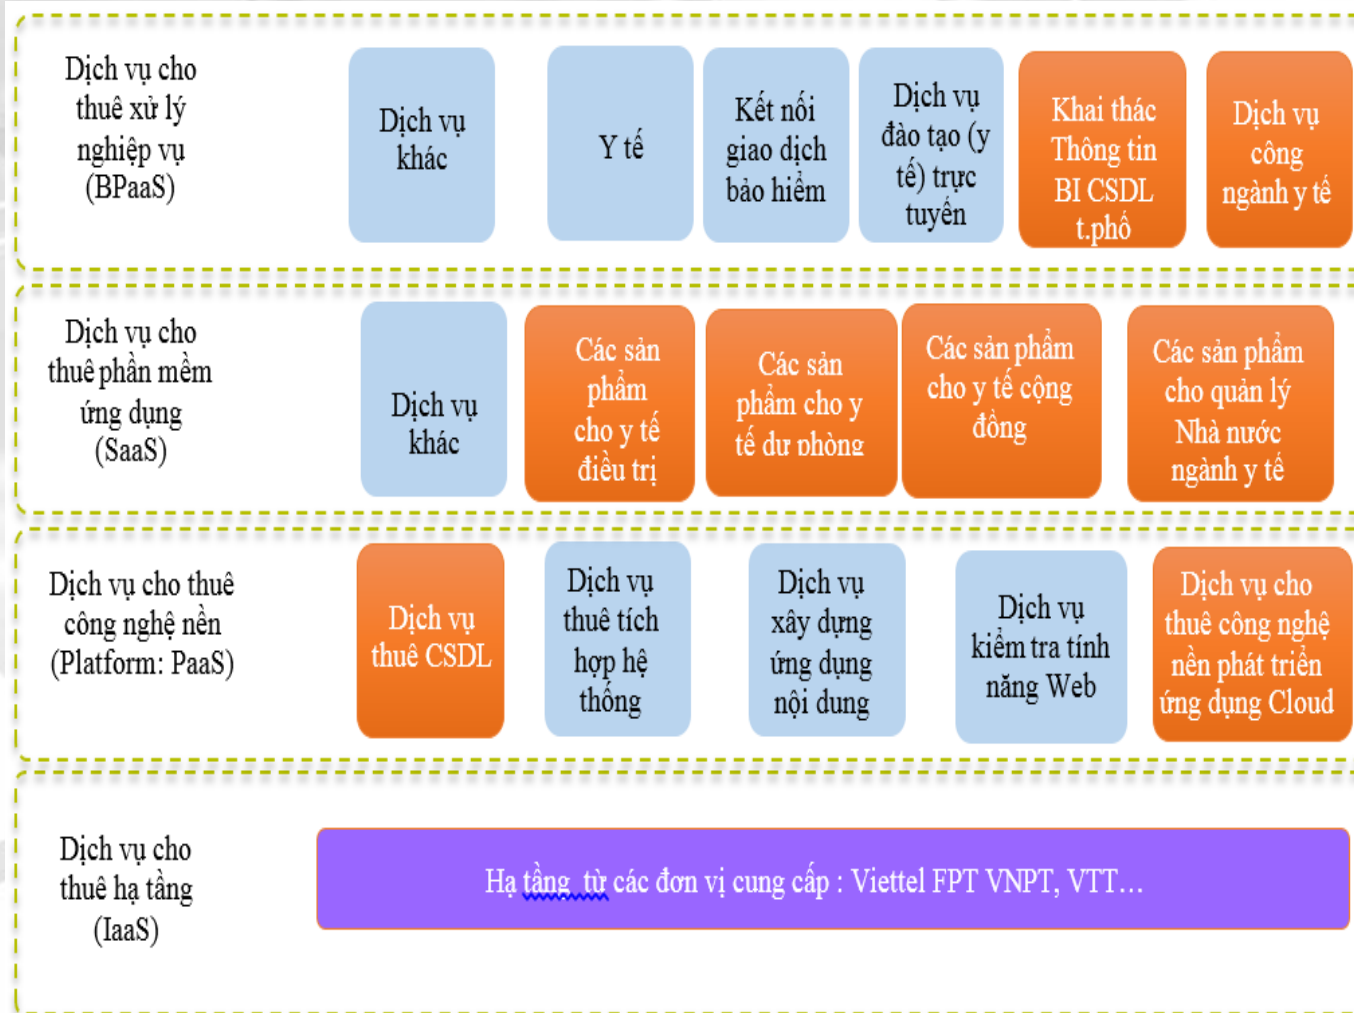 Dịch vụ cho
thuê xử lý
nghiệp vụ
(BPaaS)
Dịch vụ
khác
Y tế
Kết nối
giao dịch
bảo hiểm
Dịch vụ
đào tạo (y
tế) trực
tuyến
Khai thác
Thông tin
BI CSDL
t.phố
Dịch vụ
công
ngành y tế
Dịch vụ cho
thuê phần mềm
ứng dụng
(SaaS)
Dịch vụ
khác
Các sản
phẩm
cho y tế
điều trị
Các sản
phẩm cho y
tế dự phòng
Các sản phẩm
cho y tế cộng
đồng
Các sản phẩm
cho quản lý
Nhà nước
ngành y tế
Dịch vụ cho thuê
công nghệ nền
(Platform: PaaS)
Dịch vụ
thuê CSDL
Dịch vụ
thuê tích
hợp hệ
thống
Dịch vụ
xây dựng
ứng dụng
nội dung
Dịch vụ
kiểm tra tính
năng Web
Dịch vụ cho
thuê công nghệ
nền phát triển
ứng dụng Cloud
Dịch vụ cho
thuê hạ tầng
(IaaS)
Hạ tầng từ các đơn vị cung cấp : Viettel FPT VNPT, VTT…